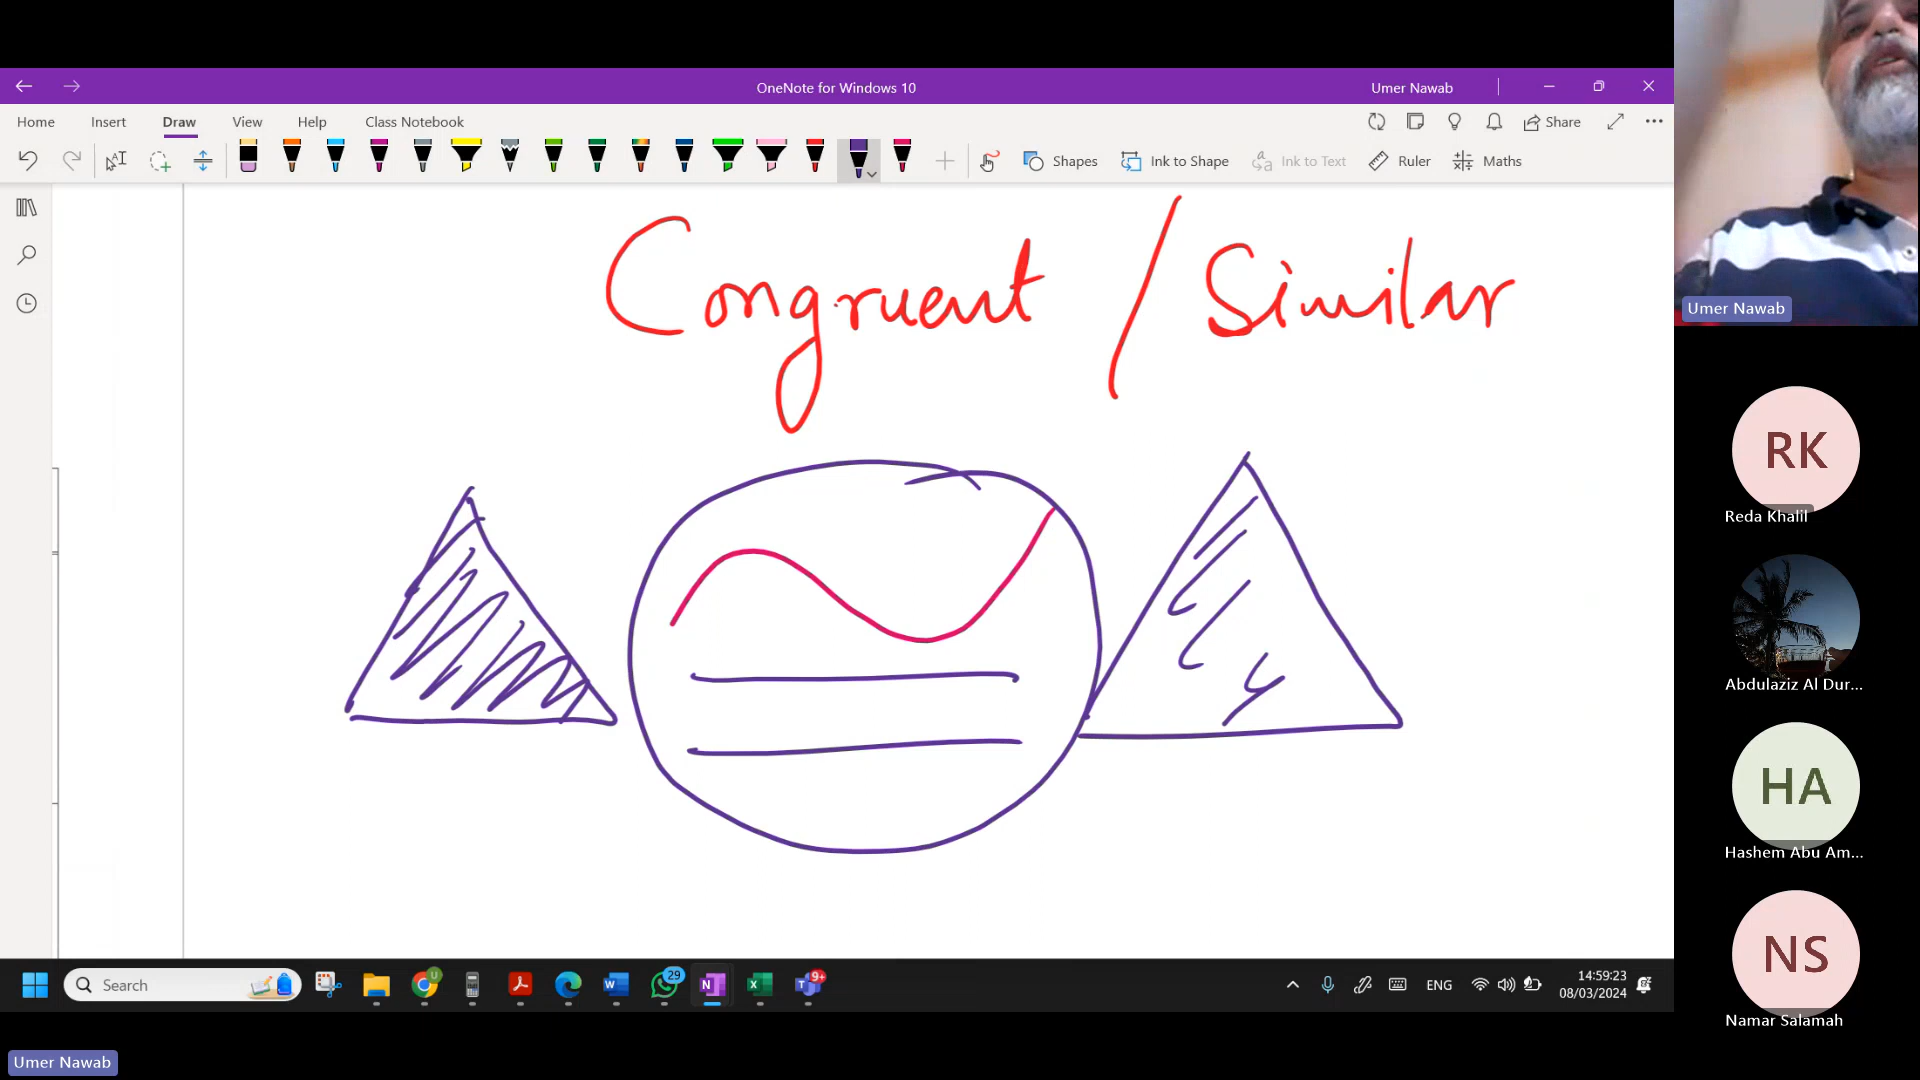 OneNote for Windows 10
Umer Nawab
Home Insert Draw View Help Class Notebook
Share
Shapes Ink to Shape Ink to Text Ruler Maths
Congruent / Similar
≅
Umer Nawab
RK
Reda Khalil
Abdulaziz Al Dur...
HA
Hashem Abu Am...
NS
Namar Salamah
Search
29
9+
ENG
14:59:23
08/03/2024
Umer Nawab